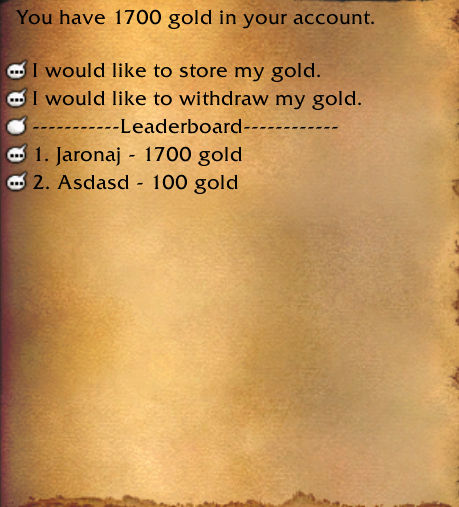 You have 1700 gold in your account.
I would like to store my gold.
I would like to withdraw my gold.
-----------Leaderboard------------
1. Jaronaj - 1700 gold
2. Asdasd - 100 gold